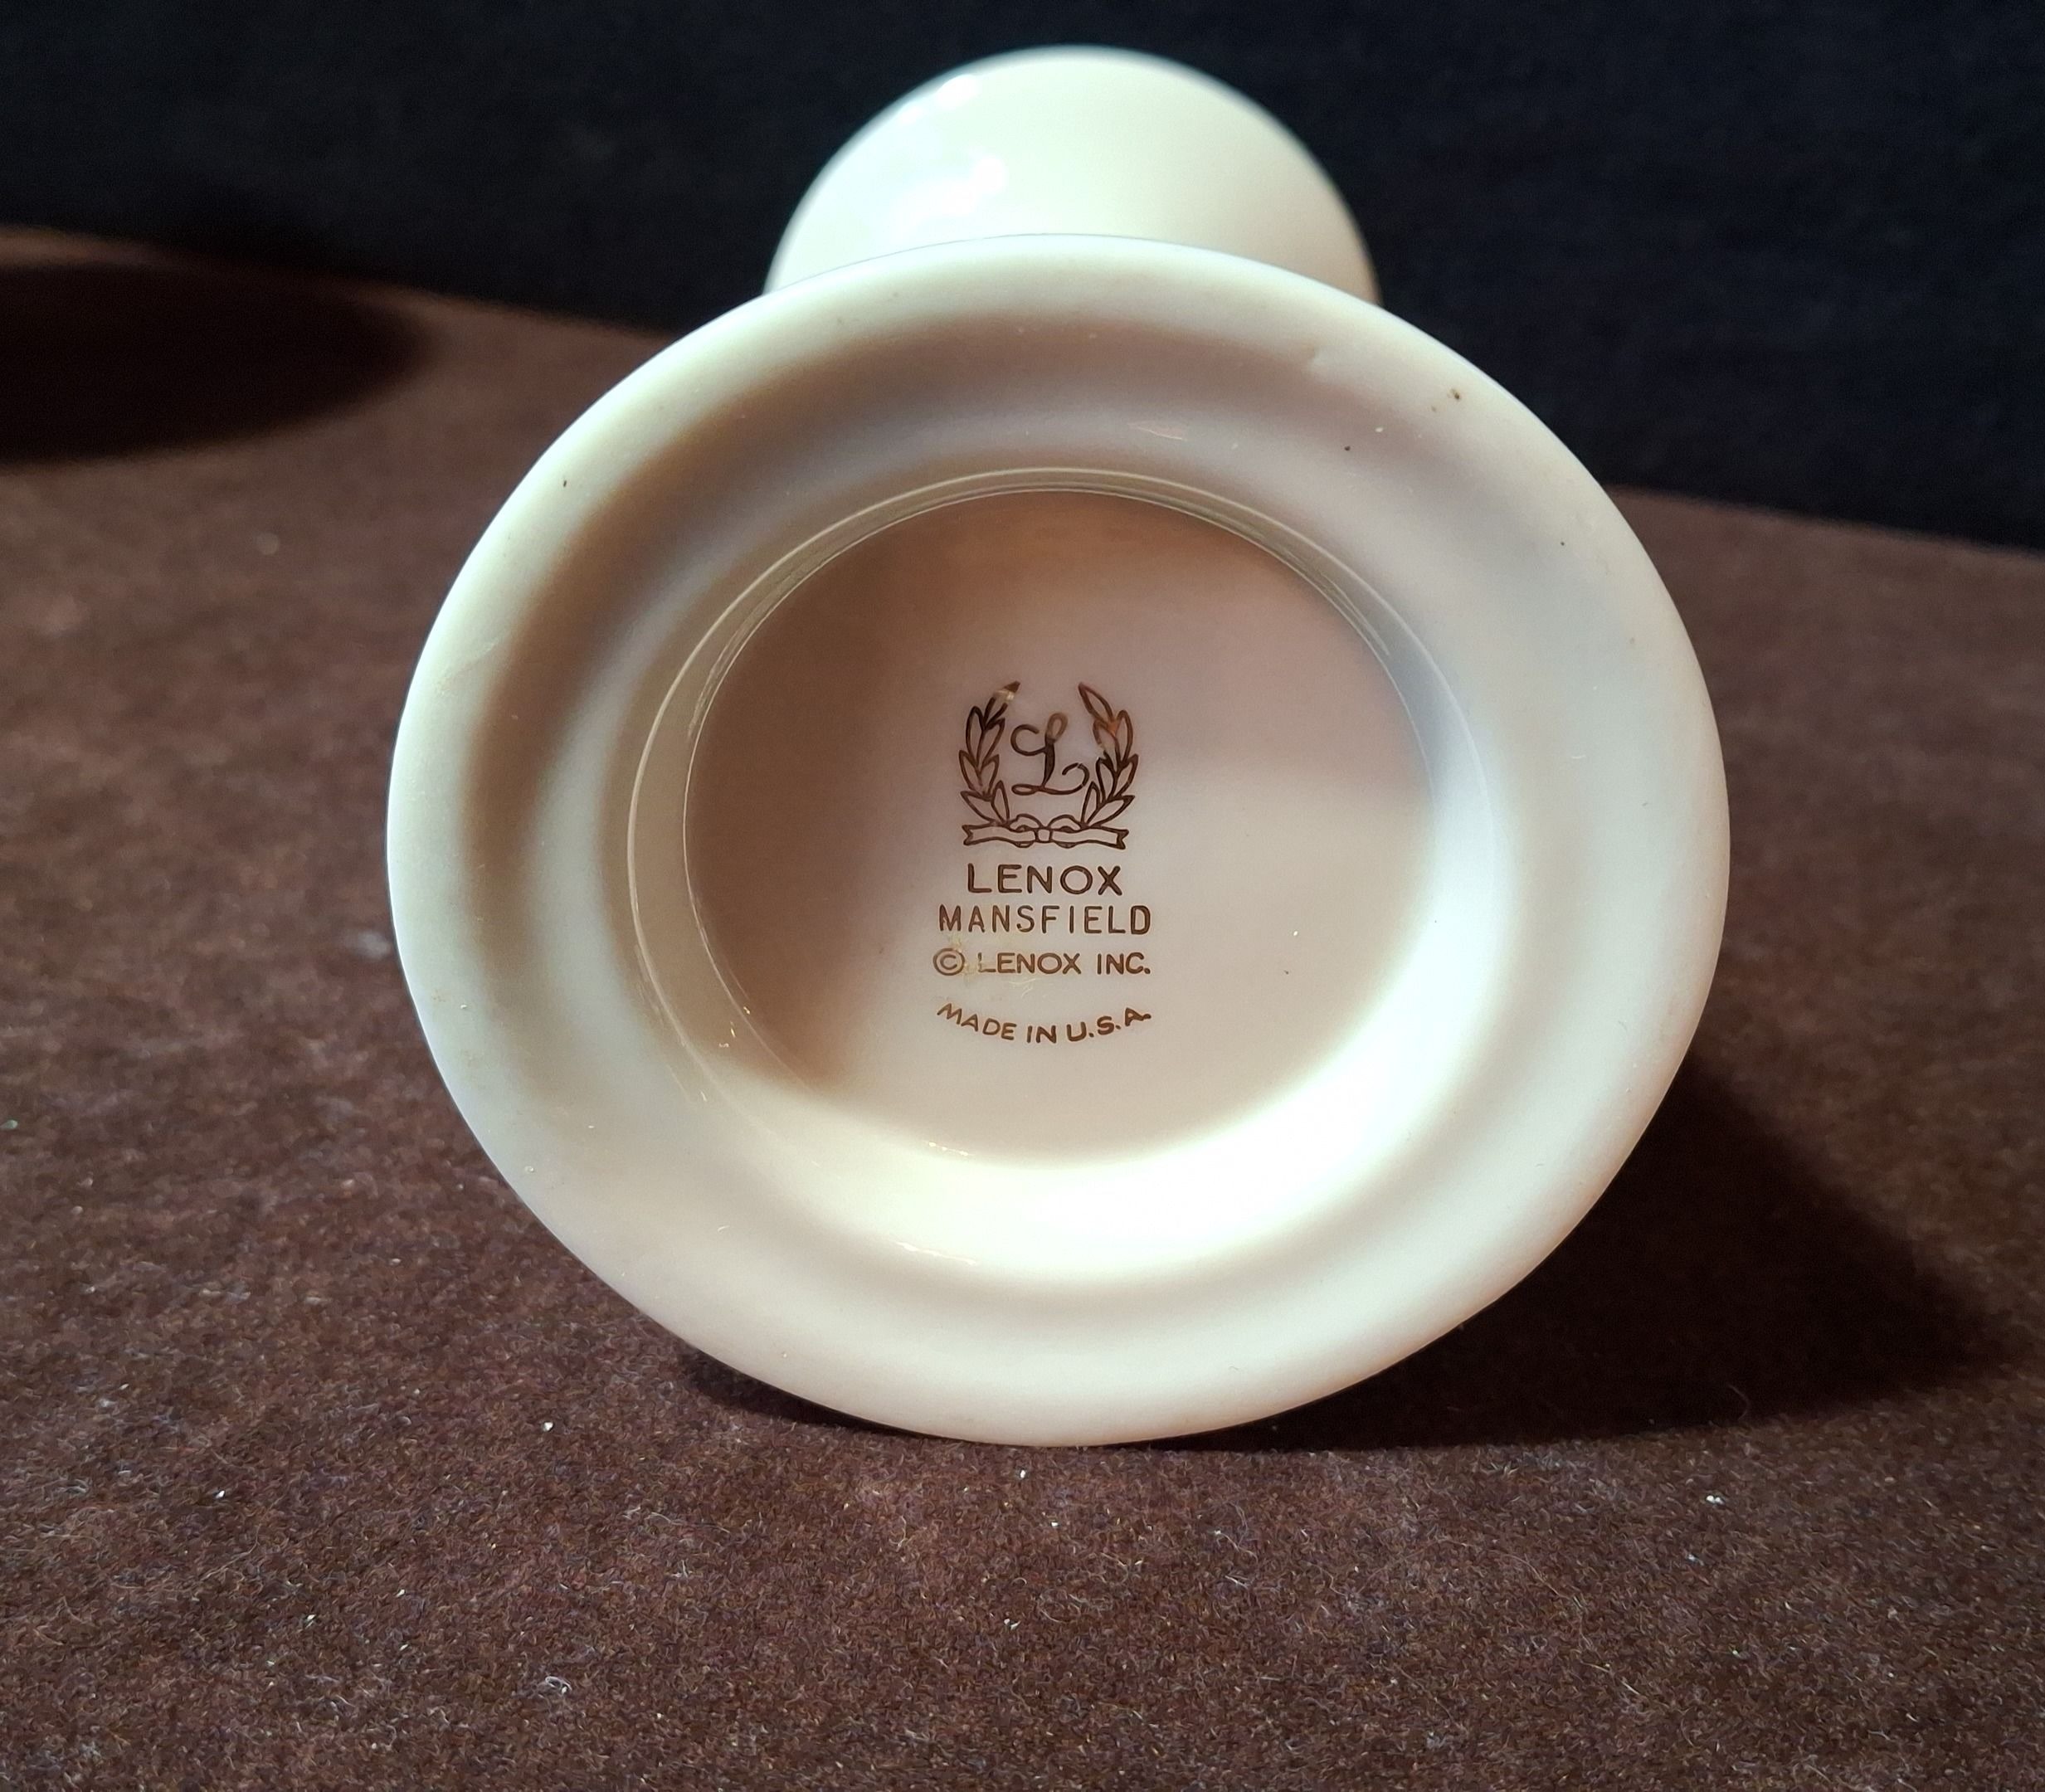 L
LENOX
MANSFIELD
© LENOX INC.
MADE IN U.S.A.